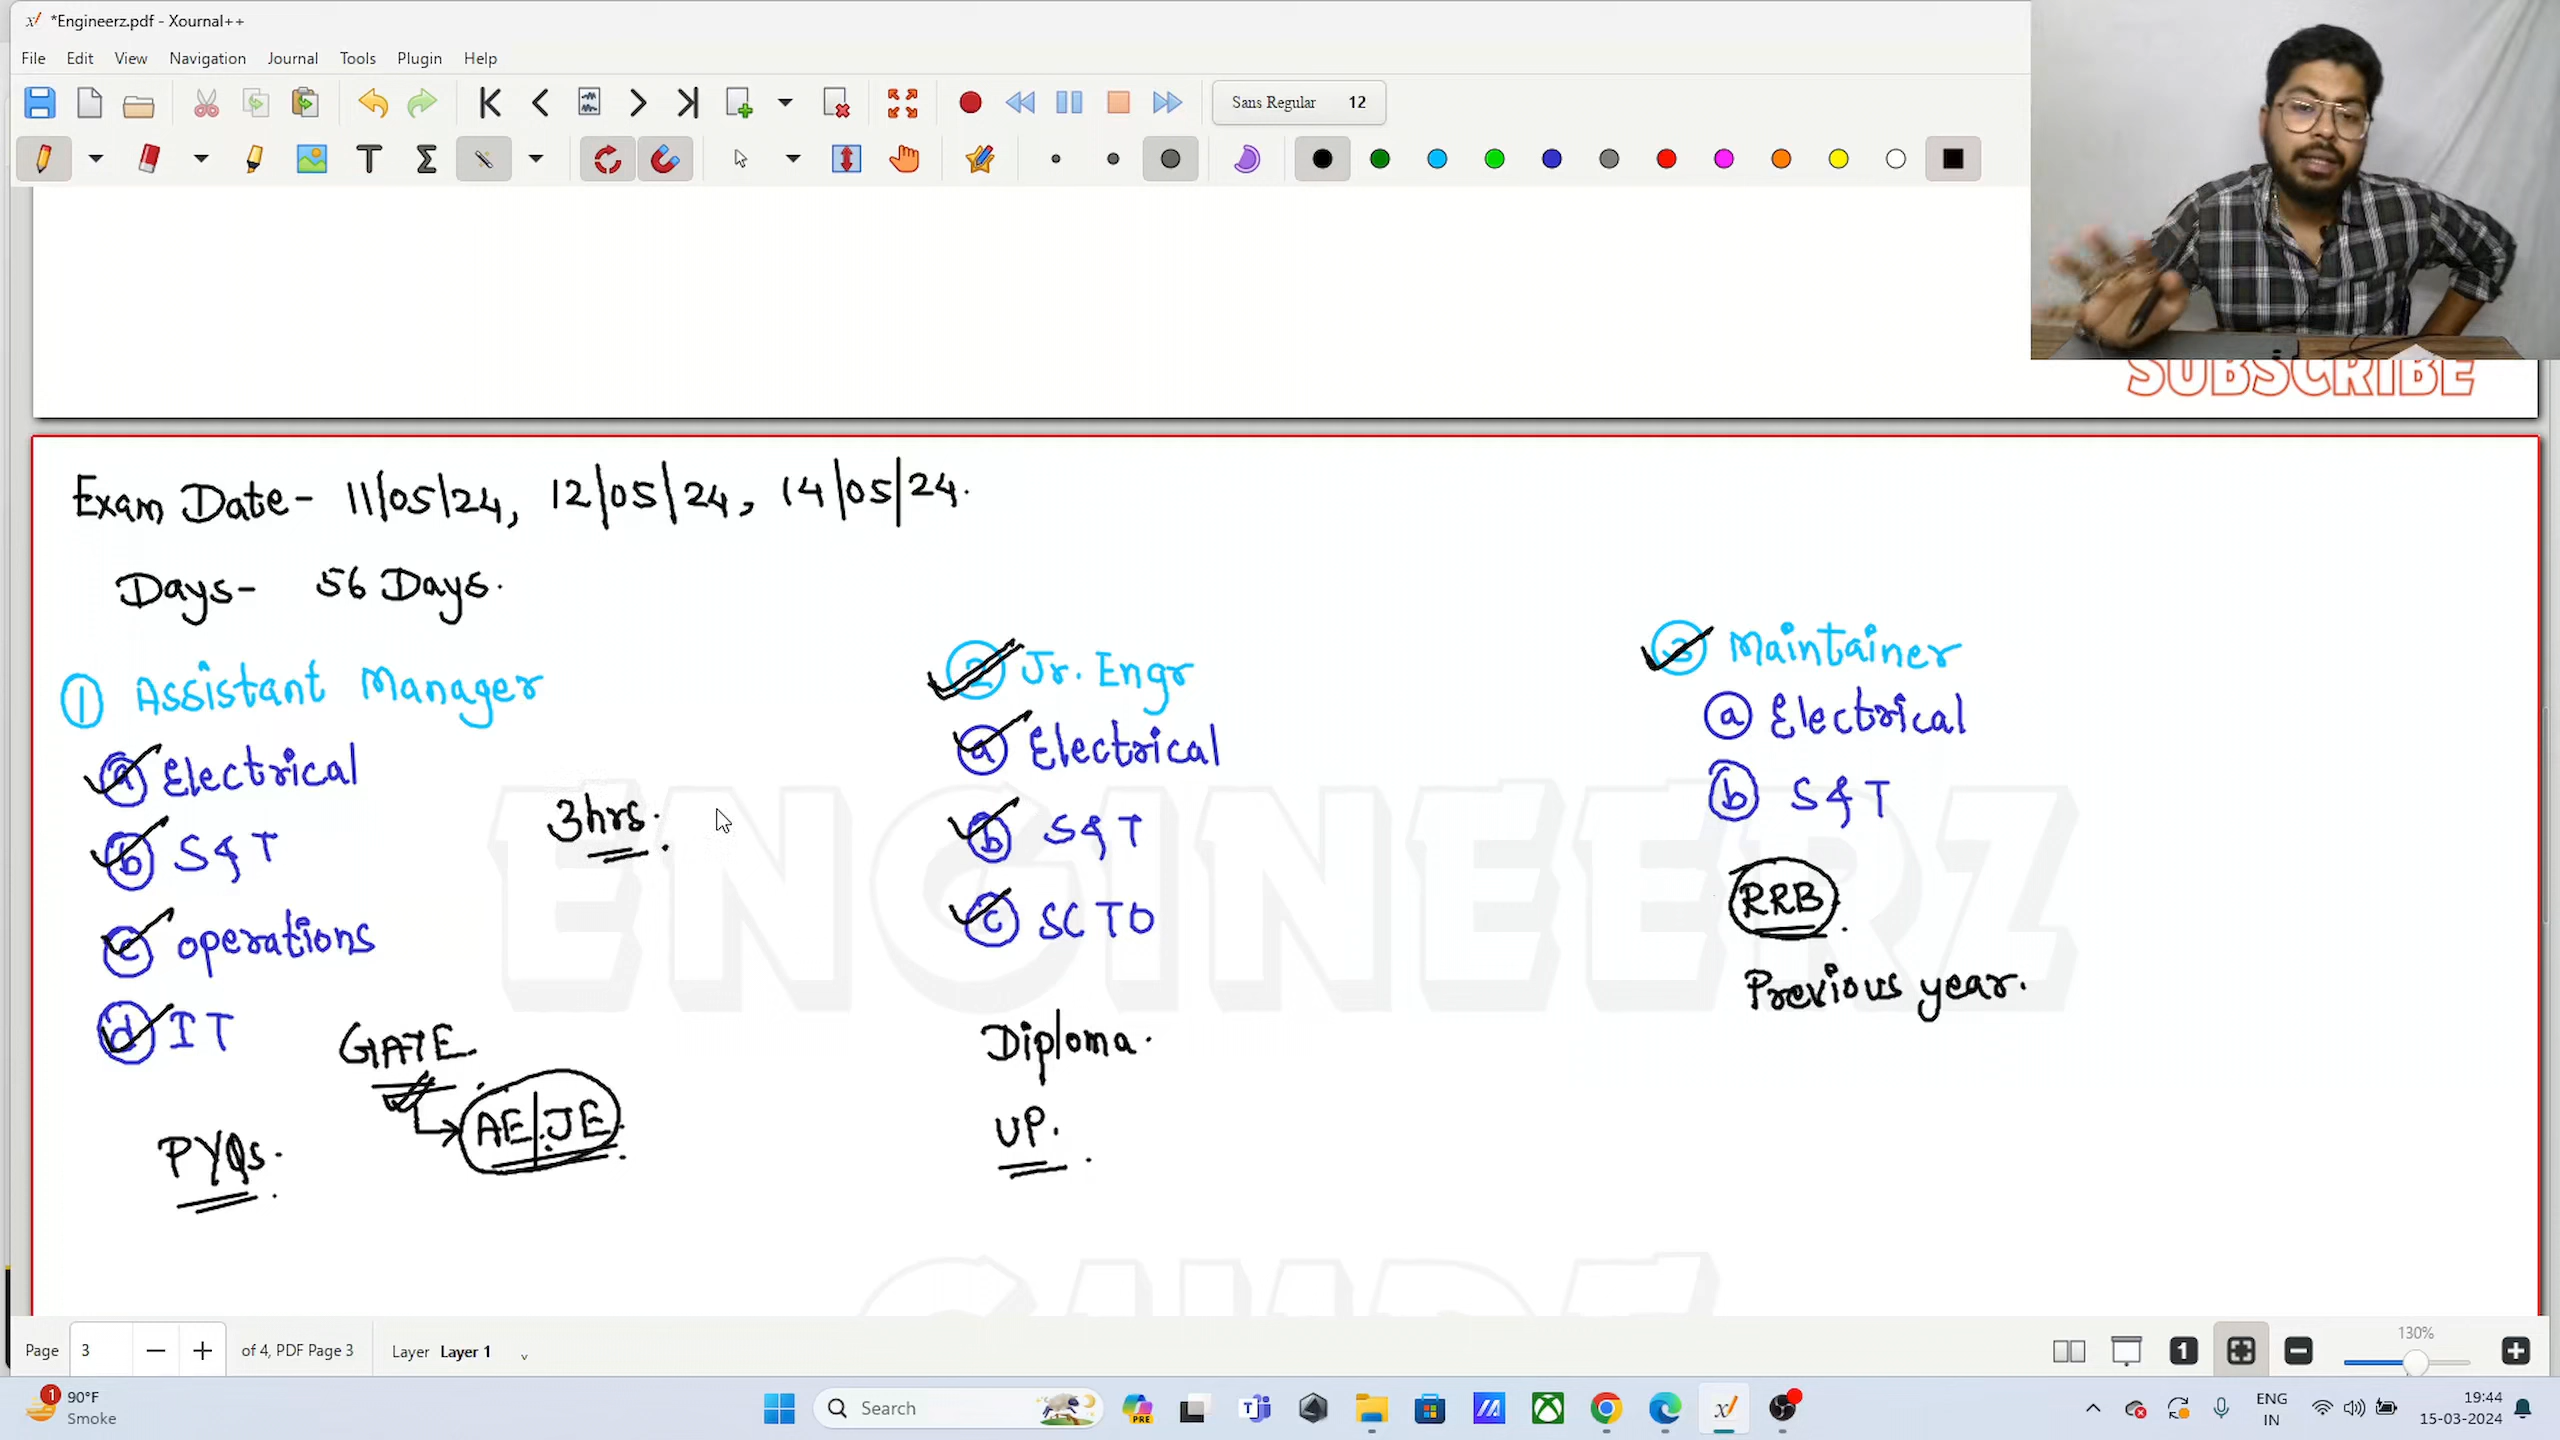 *Engineerz.pdf - Xournal++
File Edit View Navigation Journal Tools Plugin Help
Sans Regular 12
SUBSCRIBE
Exam Date- 11/05/24, 12/05/24, 14/05/24.
Days- 56 Days.
① Assistant Manager
ⓐ Electrical
ⓑ S&T
ⓒ operations
ⓓ IT
3hrs.
GATE
AE|JE
PYQs.
② Jr. Engr
ⓐ Electrical
ⓑ S&T
ⓒ SCTO
Diploma.
UP.
③ Maintainer
ⓐ Electrical
ⓑ S&T
RRB
Previous year.
ENGINEERZ
Page 3 of 4, PDF Page 3 Layer Layer 1
130%
1
1 90°F
Smoke
Search
PRE
ENG
IN
19:44
15-03-2024